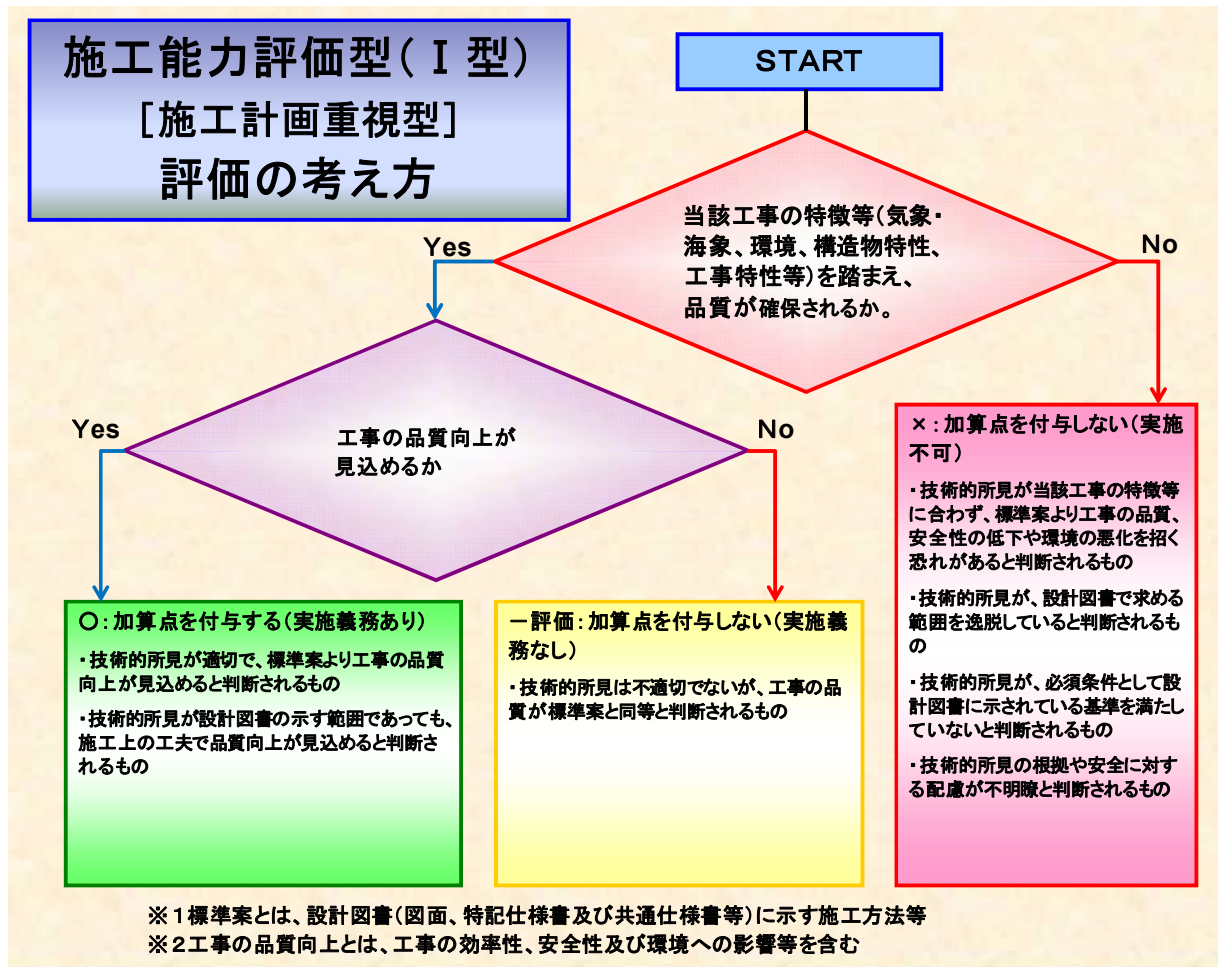 施工能力評価型(Ⅰ型)
[施工計画重視型]
評価の考え方
START
当該工事の特徴等(気象・
海象、環境、構造物特性、
工事特性等)を踏まえ、
品質が確保されるか。
Yes
No
工事の品質向上が
見込めるか
Yes
No
○:加算点を付与する(実施義務あり)
・技術的所見が適切で、標準案より工事の品質
向上が見込めると判断されるもの
・技術的所見が設計図書の示す範囲であっても、
施工上の工夫で品質向上が見込めると判断さ
れるもの
-評価:加算点を付与しない(実施義
務なし)
・技術的所見は不適切でないが、工事の品
質が標準案と同等と判断されるもの
×:加算点を付与しない(実施
不可)
・技術的所見が当該工事の特徴等
に合わず、標準案より工事の品質、
安全性の低下や環境の悪化を招く
恐れがあると判断されるもの
・技術的所見が、設計図書で求める
範囲を逸脱していると判断されるも
の
・技術的所見が、必須条件として設
計図書に示されている基準を満たし
ていないと判断されるもの
・技術的所見の根拠や安全に対す
る配慮が不明瞭と判断されるもの
※1標準案とは、設計図書(図面、特記仕様書及び共通仕様書等)に示す施工方法等
※2工事の品質向上とは、工事の効率性、安全性及び環境への影響等を含む